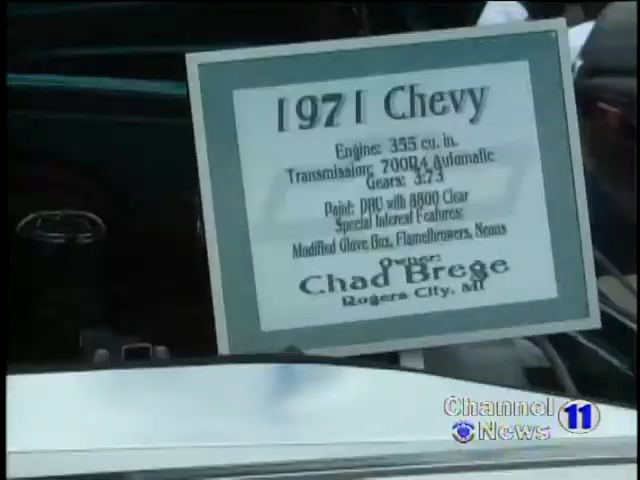 1971 Chevy
Engine: 355 cu. in.
Transmission: 700R4 Automatic
Gears: 3:73
Paint: DBU with 8800 Clear
Special Interest Features:
Modified Glove Box, Flamethrowers, Neons
Owner:
Chad Brege
Rogers City, MI
Channel 11
News